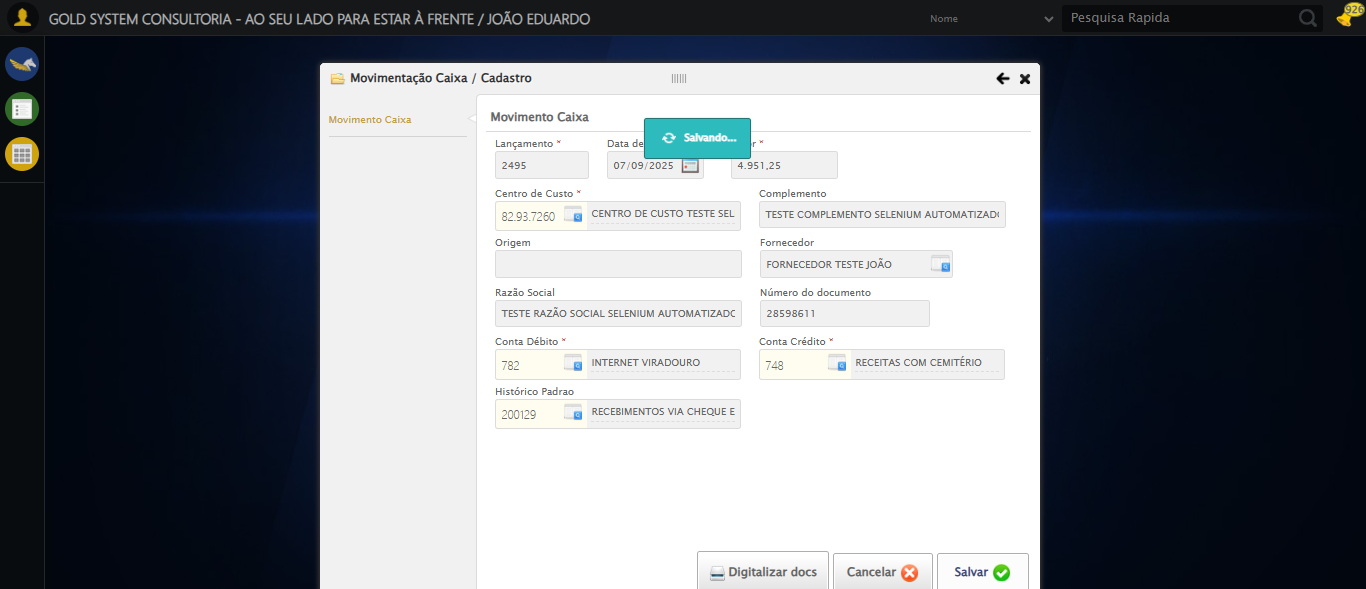 GOLD SYSTEM CONSULTORIA - AO SEU LADO PARA ESTAR À FRENTE / JOÃO EDUARDO
Nome
Pesquisa Rapida
926
Movimentação Caixa / Cadastro
Movimento Caixa
Movimento Caixa
Salvando...
Lançamento *
Data de
*
2495
07/09/2025
4.951,25
Centro de Custo *
Complemento
82.93.7260
CENTRO DE CUSTO TESTE SEL
TESTE COMPLEMENTO SELENIUM AUTOMATIZADO
Origem
Fornecedor
FORNECEDOR TESTE JOÃO
Razão Social
Número do documento
TESTE RAZÃO SOCIAL SELENIUM AUTOMATIZADO
28598611
Conta Débito *
Conta Crédito *
782
INTERNET VIRADOURO
748
RECEITAS COM CEMITÉRIO
Histórico Padrao
200129
RECEBIMENTOS VIA CHEQUE E
Digitalizar docs
Cancelar
Salvar